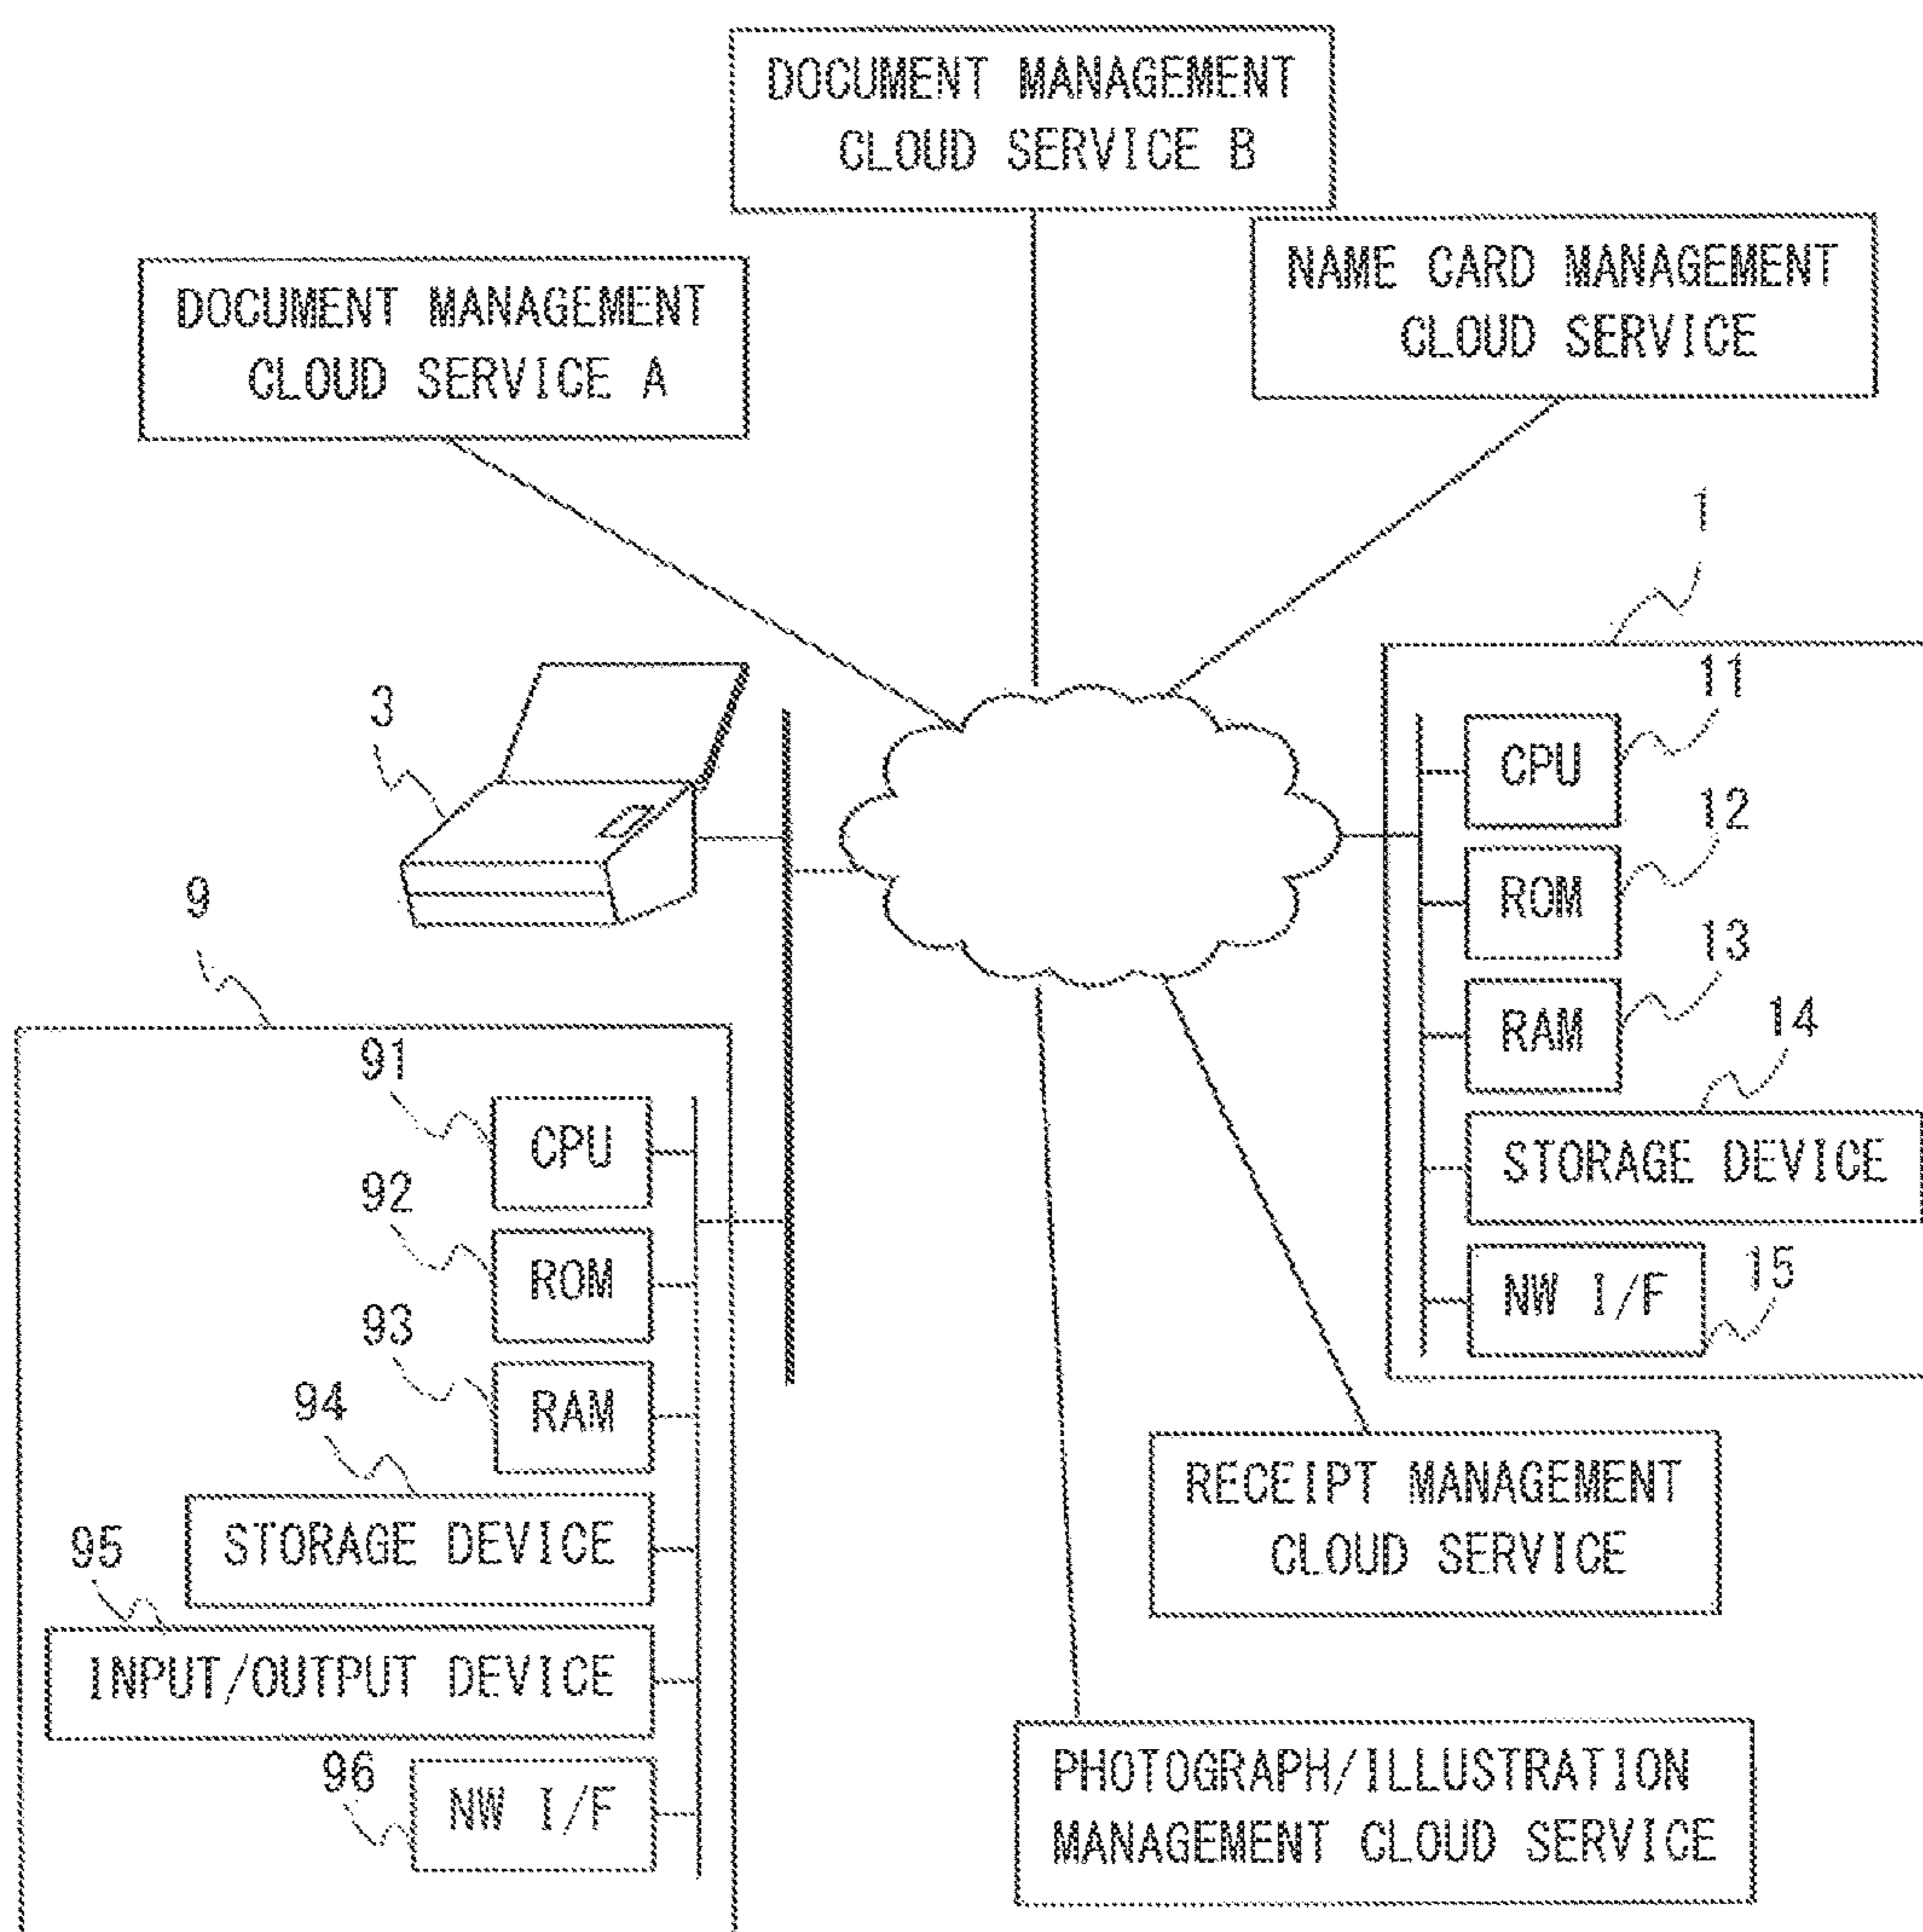 DOCUMENT MANAGEMENT
CLOUD SERVICE B
NAME CARD MANAGEMENT
CLOUD SERVICE
DOCUMENT MANAGEMENT
CLOUD SERVICE A
1
3
11
CPU
12
ROM
13
RAM
14
STORAGE DEVICE
15
NW I/F
9
91
CPU
92
ROM
93
RAM
94
STORAGE DEVICE
95
INPUT/OUTPUT DEVICE
96
NW I/F
RECEIPT MANAGEMENT
CLOUD SERVICE
PHOTOGRAPH/ILLUSTRATION
MANAGEMENT CLOUD SERVICE